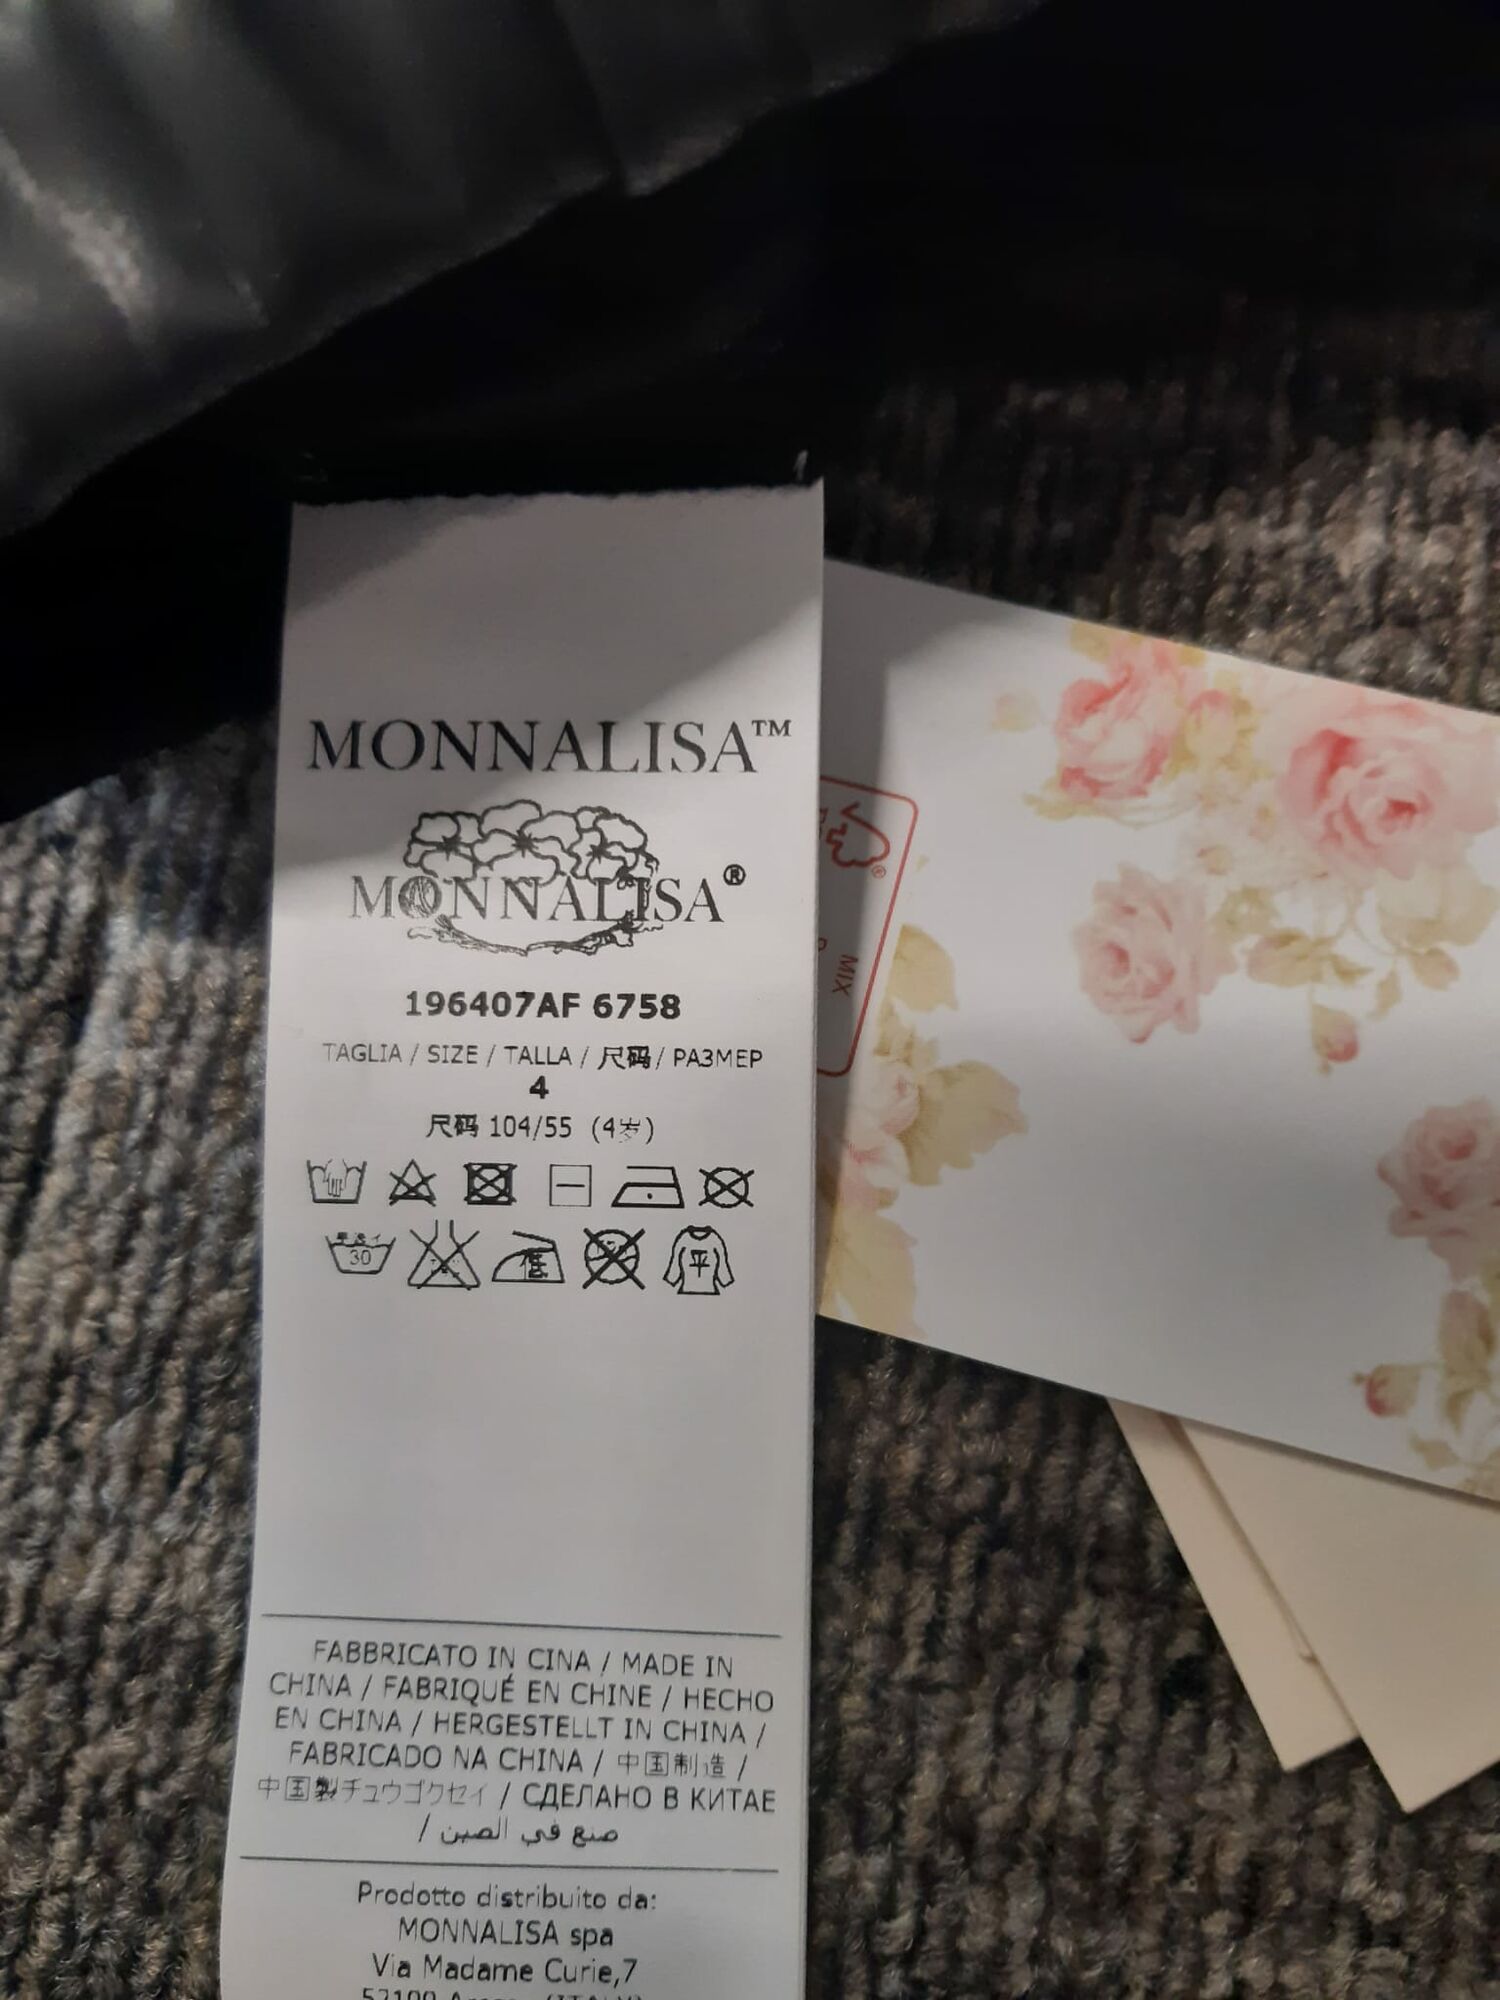 MONNALISA™
MONNALISA®
196407AF 6758
TAGLIA / SIZE / TALLA / 尺码 / РАЗМЕР
4
尺码 104/55 (4岁)
30
低
平
FABBRICATO IN CINA / MADE IN
CHINA / FABRIQUÉ EN CHINE / HECHO
EN CHINA / HERGESTELLT IN CHINA /
FABRICADO NA CHINA / 中国制造 /
中国製チュウゴクセイ / СДЕЛАНО В КИТАЕ
/ صنع في الصين
Prodotto distribuito da:
MONNALISA spa
Via Madame Curie,7
MIX